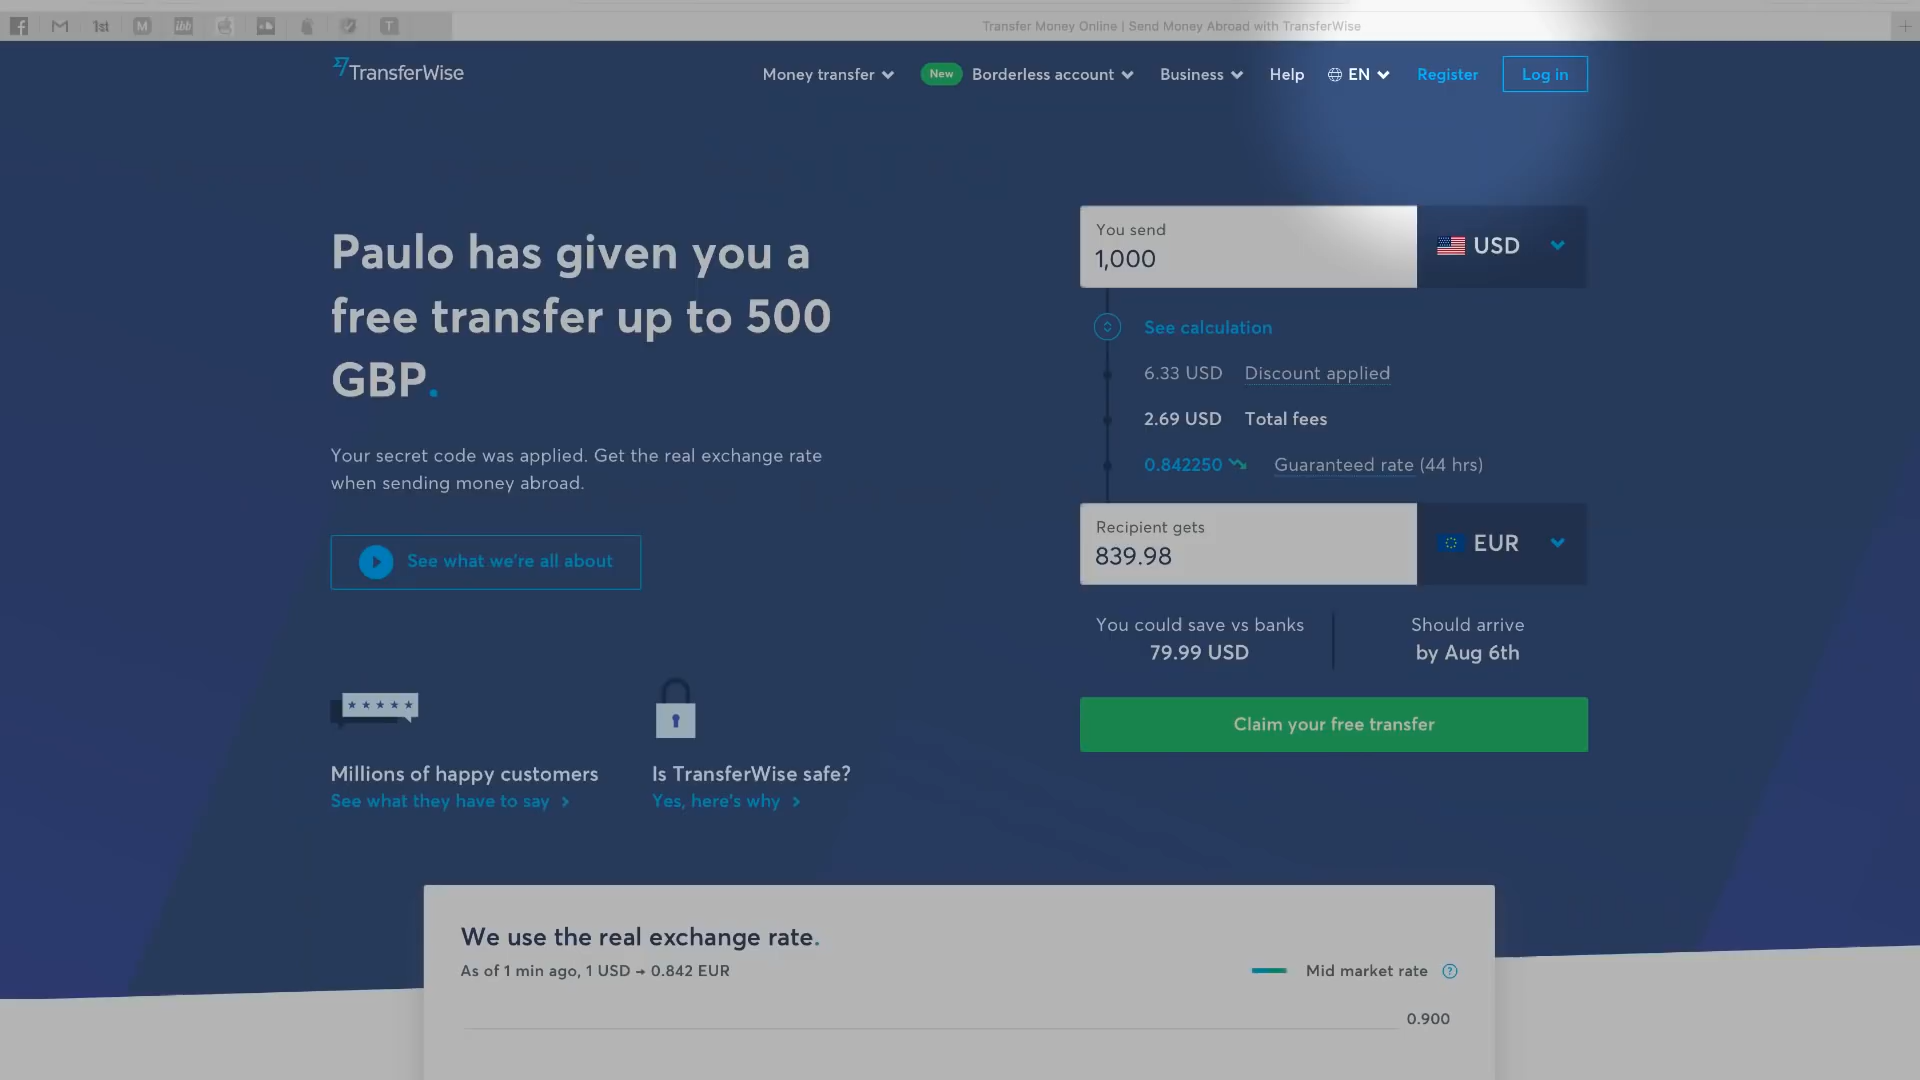 1st
M
ibb
T
Transfer Money Online | Send Money Abroad with TransferWise
TransferWise
Money transfer
New
Borderless account
Business
Help
EN
Register
Log in
Paulo has given you a
free transfer up to 500
GBP.
Your secret code was applied. Get the real exchange rate
when sending money abroad.
See what we're all about
Millions of happy customers
See what they have to say
Is TransferWise safe?
Yes, here's why
You send
1,000
USD
See calculation
6.33 USD Discount applied
2.69 USD Total fees
0.842250 Guaranteed rate (44 hrs)
Recipient gets
839.98
EUR
You could save vs banks
79.99 USD
Should arrive
by Aug 6th
Claim your free transfer
We use the real exchange rate.
As of 1 min ago, 1 USD → 0.842 EUR
Mid market rate ?
0.900